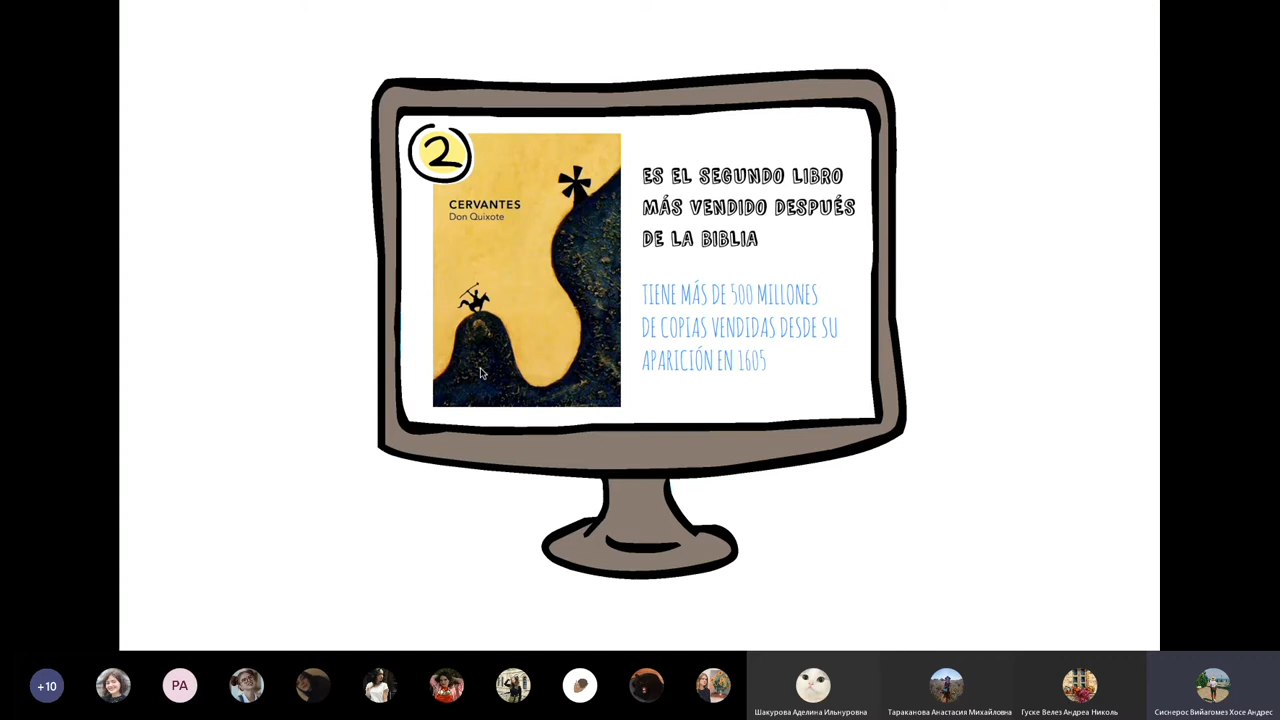 2
CERVANTES
Don Quixote
ES EL SEGUNDO LIBRO
MÁS VENDIDO DESPUÉS
DE LA BIBLIA
TIENE MÁS DE 500 MILLONES
DE COPIAS VENDIDAS DESDE SU
APARICIÓN EN 1605
+10
PA
Шакурова Аделина Ильнуровна
Тараканова Анастасия Михайловна
Гуске Велез Андреа Николь
Сиснерос Вийагомез Хосе Андрес